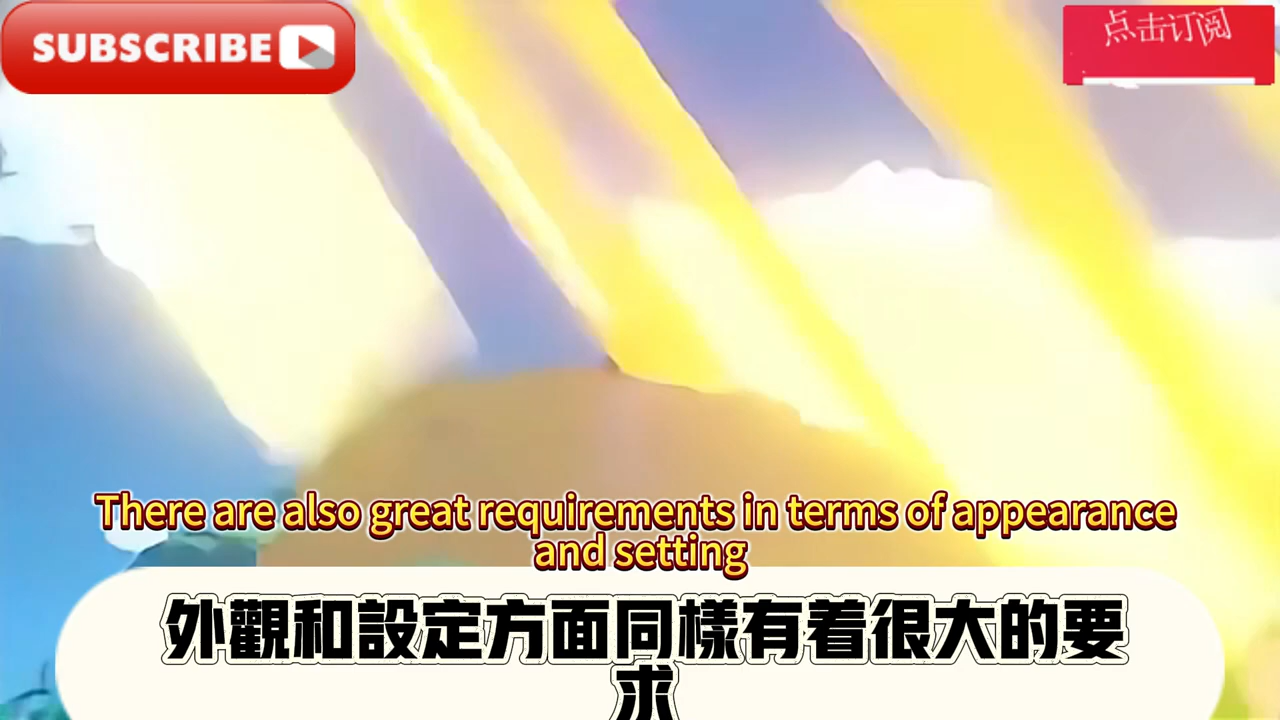 SUBSCRIBE
点击订阅
There are also great requirements in terms of appearance
and setting
外觀和設定方面同樣有着很大的要
求